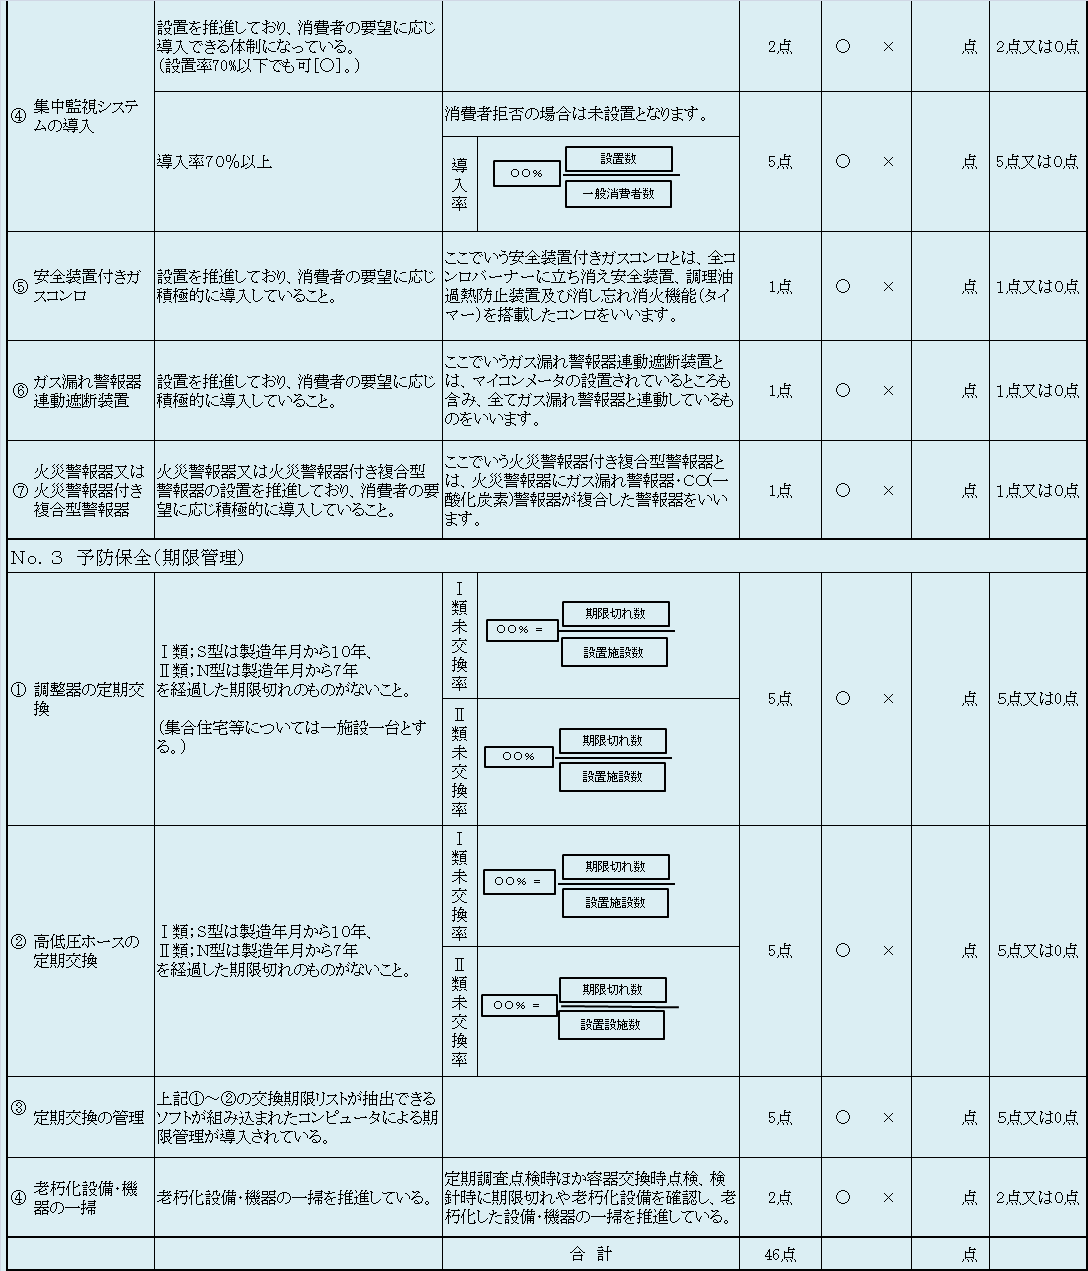 設置を推進しており、消費者の要望に応じ
導入できる体制になっている。
（設置率70%以下でも可[〇]。）
2点
〇
×
点
2点又は0点
④
集中監視システ
ムの導入
導入率70%以上
消費者拒否の場合は未設置となります。
導入率
〇〇%
設置数
一般消費者数
5点
〇
×
点
5点又は0点
⑤
安全装置付きガ
スコンロ
設置を推進しており、消費者の要望に応じ
積極的に導入していること。
ここでいう安全装置付きガスコンロとは、全コ
ンロバーナーに立ち消え安全装置、調理油
過熱防止装置及び消し忘れ消火機能（タイ
マー）を搭載したコンロをいいます。
1点
〇
×
点
1点又は0点
⑥
ガス漏れ警報器
連動遮断装置
設置を推進しており、消費者の要望に応じ
積極的に導入していること。
ここでいうガス漏れ警報器連動遮断装置と
は、マイコンメータの設置されているところも
含み、全てガス漏れ警報器と連動しているも
のをいいます。
1点
〇
×
点
1点又は0点
⑦
火災警報器又は
火災警報器付き
複合型警報器
火災警報器又は火災警報器付き複合型
警報器の設置を推進しており、消費者の要
望に応じ積極的に導入していること。
ここでいう火災警報器付き複合型警報器と
は、火災警報器にガス漏れ警報器・CO(一
酸化炭素)警報器が複合した警報器をいい
ます。
1点
〇
×
点
1点又は0点
No. 3　予防保全（期限管理）
①
調整器の定期交
換
Ⅰ類；S型は製造年月から10年、
Ⅱ類；N型は製造年月から7年
を経過した期限切れのものがないこと。
（集合住宅等については一施設一台とす
る。）
Ⅰ類未交換率
〇〇% =
期限切れ数
設置施設数
Ⅱ類未交換率
〇〇%
期限切れ数
設置施設数
5点
〇
×
点
5点又は0点
②
高低圧ホースの
定期交換
Ⅰ類；S型は製造年月から10年、
Ⅱ類；N型は製造年月から7年
を経過した期限切れのものがないこと。
Ⅰ類未交換率
〇〇% =
期限切れ数
設置施設数
Ⅱ類未交換率
〇〇% =
期限切れ数
設置設施数
5点
〇
×
点
5点又は0点
③
定期交換の管理
上記①～②の交換期限リストが抽出できる
ソフトが組み込まれたコンピュータによる期
限管理が導入されている。
5点
〇
×
点
5点又は0点
④
老朽化設備・機
器の一掃
老朽化設備・機器の一掃を推進している。
定期調査点検時ほか容器交換時点検、検
針時に期限切れや老朽化設備を確認し、老
朽化した設備・機器の一掃を推進している。
2点
〇
×
点
2点又は0点
合 計
46点
点